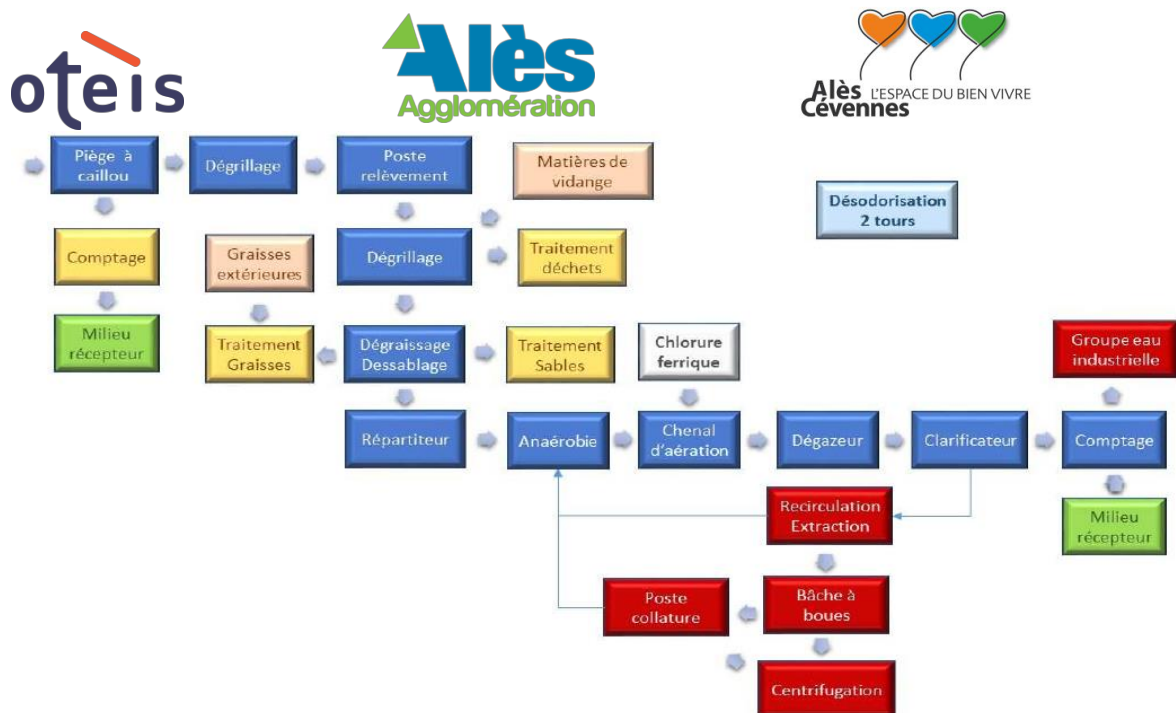 oteis
Alès
Agglomération
Alès
Cévennes
L'ESPACE DU BIEN VIVRE
Piège à
caillou
Dégrillage
Poste
relèvement
Matières de
vidange
Désodorisation
2 tours
Comptage
Graisses
extérieures
Dégrillage
Traitement
déchets
Milieu
récepteur
Traitement
Graisses
Dégraissage
Dessablage
Traitement
Sables
Chlorure
ferrique
Groupe eau
industrielle
Répartiteur
Anaérobie
Chenal
d'aération
Dégazeur
Clarificateur
Comptage
Recirculation
Extraction
Milieu
récepteur
Poste
collature
Bâche à
boues
Centrifugation